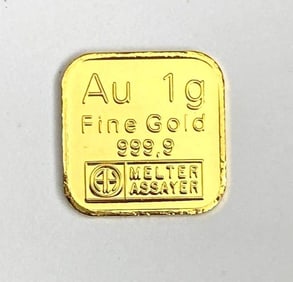 Au 1g
Fine Gold
999,9
MELTER
ASSAYER